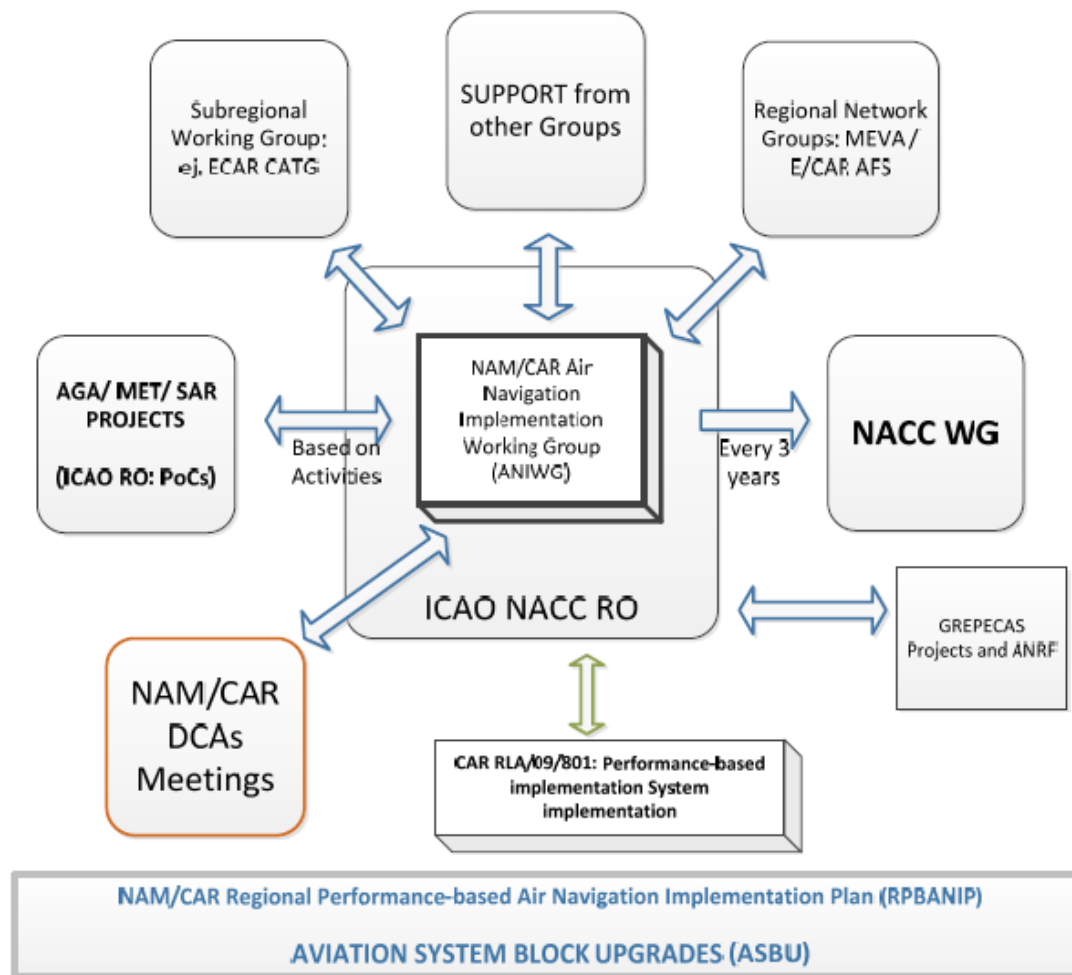 Subregional
Working Group:
ej. ECAR CATG
SUPPORT from
other Groups
Regional Network
Groups: MEVA /
E/CAR AFS
AGA/ MET/ SAR
PROJECTS
(ICAO RO: PoCs)
Based on
Activities
NAM/CAR Air
Navigation
Implementation
Working Group
(ANIWG)
Every 3
years
NACC WG
ICAO NACC RO
GREPECAS
Projects and ANRF
NAM/CAR
DCAs
Meetings
CAR RLA/09/801: Performance-based
implementation System
implementation
NAM/CAR Regional Performance-based Air Navigation Implementation Plan (RPBANIP)
AVIATION SYSTEM BLOCK UPGRADES (ASBU)